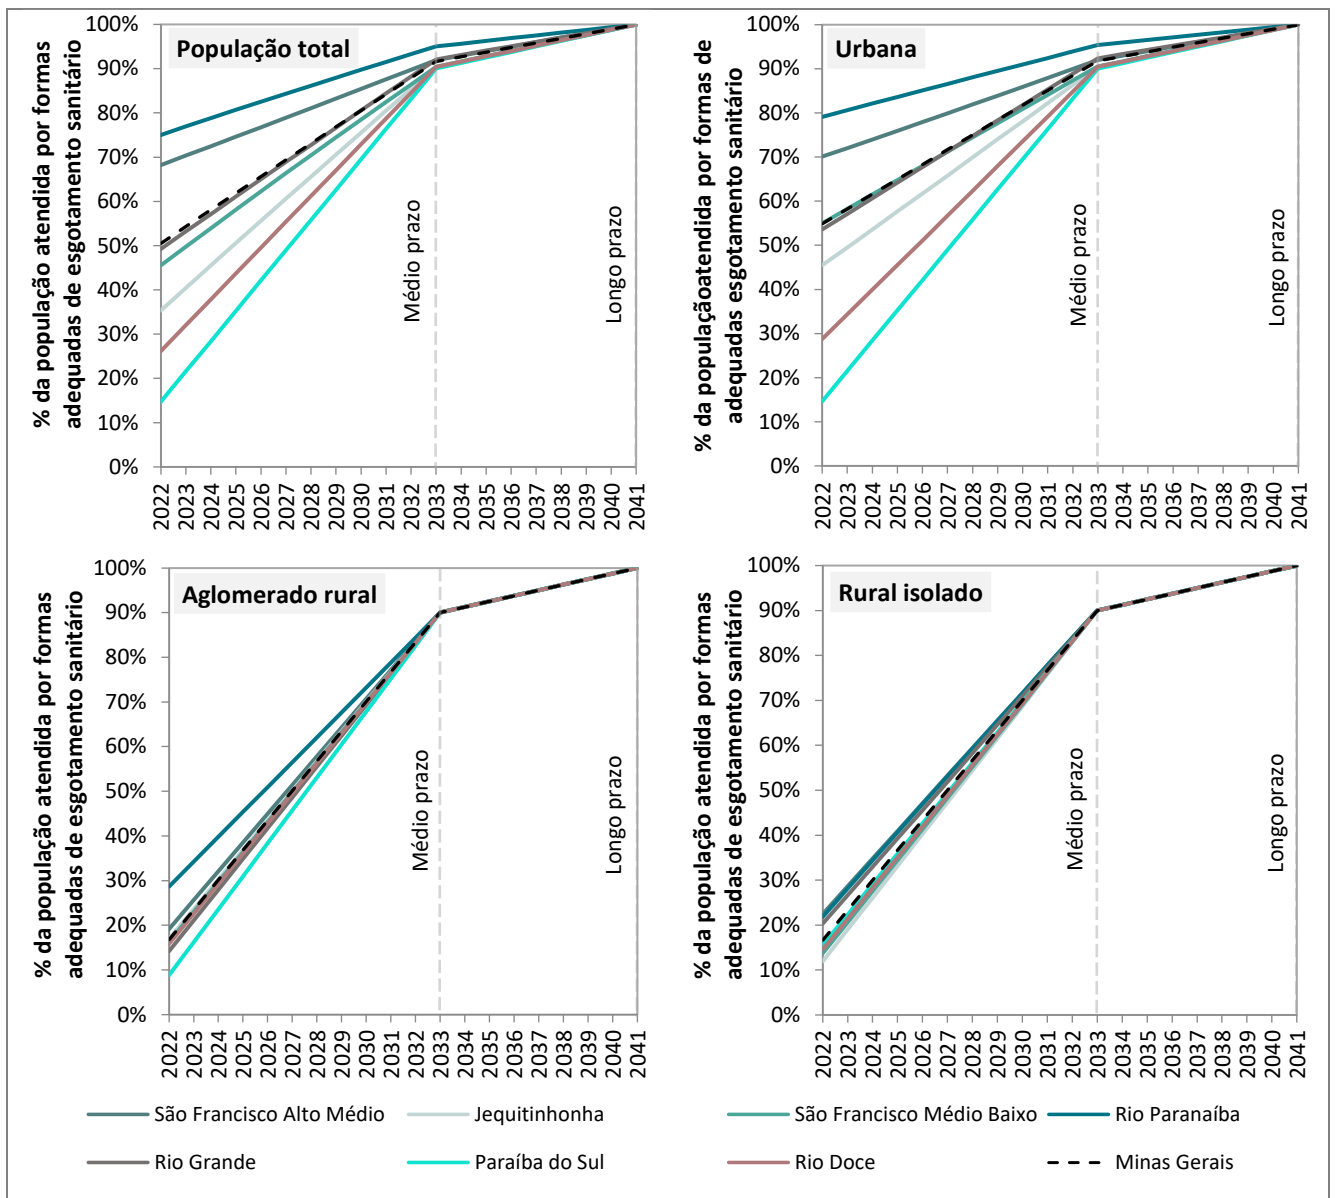 População total
% da população atendida por formas
adequadas de esgotamento sanitário
100%
90%
80%
70%
60%
50%
40%
30%
20%
10%
0%
Médio prazo
Longo prazo
2022 2023 2024 2025 2026 2027 2028 2029 2030 2031 2032 2033 2034 2035 2036 2037 2038 2039 2040 2041
Urbana
% da populaçãoatendida por formas de
adequadas esgotamento sanitário
100%
90%
80%
70%
60%
50%
40%
30%
20%
10%
0%
Médio prazo
Longo prazo
2022 2023 2024 2025 2026 2027 2028 2029 2030 2031 2032 2033 2034 2035 2036 2037 2038 2039 2040 2041
Aglomerado rural
% da população atendida por formas
adequadas de esgotamento sanitário
100%
90%
80%
70%
60%
50%
40%
30%
20%
10%
0%
Médio prazo
Longo prazo
2022 2023 2024 2025 2026 2027 2028 2029 2030 2031 2032 2033 2034 2035 2036 2037 2038 2039 2040 2041
Rural isolado
% da população atendida por formas
adequadas de esgotamento sanitário
100%
90%
80%
70%
60%
50%
40%
30%
20%
10%
0%
Médio prazo
Longo prazo
2022 2023 2024 2025 2026 2027 2028 2029 2030 2031 2032 2033 2034 2035 2036 2037 2038 2039 2040 2041
São Francisco Alto Médio Jequitinhonha São Francisco Médio Baixo Rio Paranaíba
Rio Grande Paraíba do Sul Rio Doce Minas Gerais